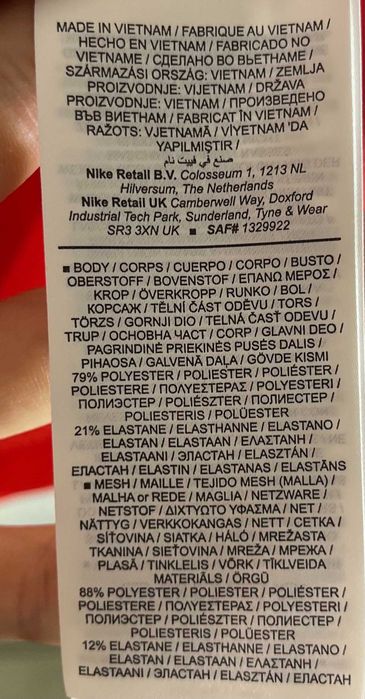 MADE IN VIETNAM / FABRIQUE AU VIETNAM /
HECHO EN VIETNAM / FABRICADO NO
VIETNAME / СДЕЛАНО ВО ВЬЕТНАМЕ /
SZÁRMAZÁSI ORSZÁG: VIETNAM / ZEMLJA
PROIZVODNJE: VIJETNAM / DRŽAVA
PROIZVODNJE: VIETNAM / ПРОИЗВЕДЕНО
ВЪВ ВИЕТНАМ / FABRICAT ÎN VIETNAM /
RAŽOTS: VJETNAMĀ / VİYETNAM 'DA
YAPILMIŞTIR /
صنع في فييت نام
Nike Retail B.V. Colosseum 1, 1213 NL
Hilversum, The Netherlands
Nike Retail UK Camberwell Way, Doxford
Industrial Tech Park, Sunderland, Tyne & Wear
SR3 3XN UK ■ SAF# 1329922
■ BODY / CORPS / CUERPO / CORPO / BUSTO /
OBERSTOFF / BOVENSTOF / ΕΠΑΝΩ ΜΕΡΟΣ /
KROP / ÖVERKROPP / RUNKO / BOL /
КОРСАЖ / TĚLNÍ ČÁST ODĚVU / TORS /
TÖRZS / GORNJI DIO / TELNÁ ČASŤ ODEVU /
TRUP / ОСНОВНА ЧАСТ / CORP / GLAVNI DEO /
PAGRINDINĖ PRIEKINĖS PUSĖS DALIS /
PIHAOSA / GALVENĀ DAĻA / GÖVDE KISMI
79% POLYESTER / POLIESTER / POLIÉSTER /
POLIESTERE / ΠΟΛΥΕΣΤΕΡΑΣ / POLYESTERI /
ПОЛИЭСТЕР / POLIÉSZTER / ПОЛИЕСТЕР /
POLIESTERIS / POLÜESTER
21% ELASTANE / ELASTHANNE / ELASTANO /
ELASTAN / ELASTAAN / ΕΛΑΣΤΑΝΗ /
ELASTAANI / ЭЛАСТАН / ELASZTÁN /
ЕЛАСТАН / ELASTIN / ELASTANAS / ELASTĀNS
■ MESH / MAILLE / TEJIDO MESH (MALLA) /
MALHA or REDE / MAGLIA / NETZWARE /
NETSTOF / ΔΙΧΤΥΩΤΟ ΥΦΑΣΜΑ / NET /
NÄTTYG / VERKKOKANGAS / NETT / СЕТКА /
SÍŤOVINA / SIATKA / HÁLÓ / MREŽASTA
TKANINA / SIEŤOVINA / MREŽA / МРЕЖА /
PLASĂ / TINKLELIS / VÕRK / TĪKLVEIDA
MATERIĀLS / ÖRGÜ
88% POLYESTER / POLIESTER / POLIÉSTER /
POLIESTERE / ΠΟΛΥΕΣΤΕΡΑΣ / POLYESTERI /
ПОЛИЭСТЕР / POLIÉSZTER / ПОЛИЕСТЕР /
POLIESTERIS / POLÜESTER
12% ELASTANE / ELASTHANNE / ELASTANO /
ELASTAN / ELASTAAN / ΕΛΑΣΤΑΝΗ /
ELASTAANI / ЭЛАСТАН / ELASZTÁN / ЕЛАСТАН